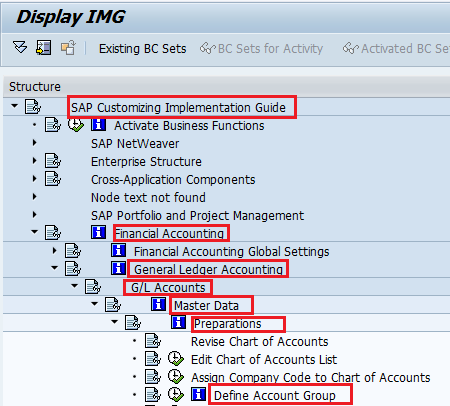 Display IMG
Existing BC Sets BC Sets for Activity Activated BC Sets
Structure
SAP Customizing Implementation Guide
Activate Business Functions
SAP NetWeaver
Enterprise Structure
Cross-Application Components
Node text not found
SAP Portfolio and Project Management
Financial Accounting
Financial Accounting Global Settings
General Ledger Accounting
G/L Accounts
Master Data
Preparations
Revise Chart of Accounts
Edit Chart of Accounts List
Assign Company Code to Chart of Accounts
Define Account Group